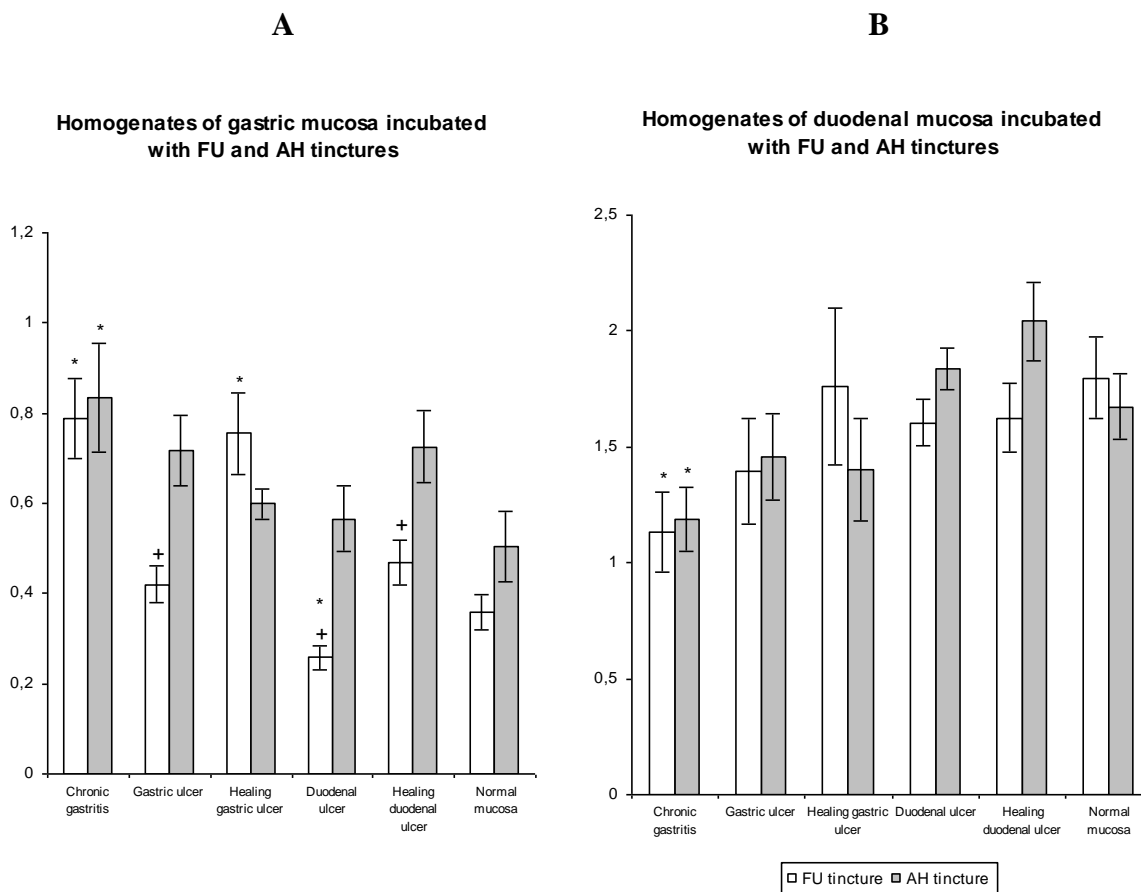 A
B
Homogenates of gastric mucosa incubated
with FU and AH tinctures
Homogenates of duodenal mucosa incubated
with FU and AH tinctures
1,2
1
0,8
0,6
0,4
0,2
0
* * + * * + +
Chronic
gastritis
Gastric ulcer
Healing
gastric ulcer
Duodenal
ulcer
Healing
duodenal
ulcer
Normal
mucosa
2,5
2
1,5
1
0,5
0
* *
Chronic
gastritis
Gastric ulcer
Healing gastric
ulcer
Duodenal ulcer
Healing
duodenal ulcer
Normal
mucosa
FU tincture AH tincture